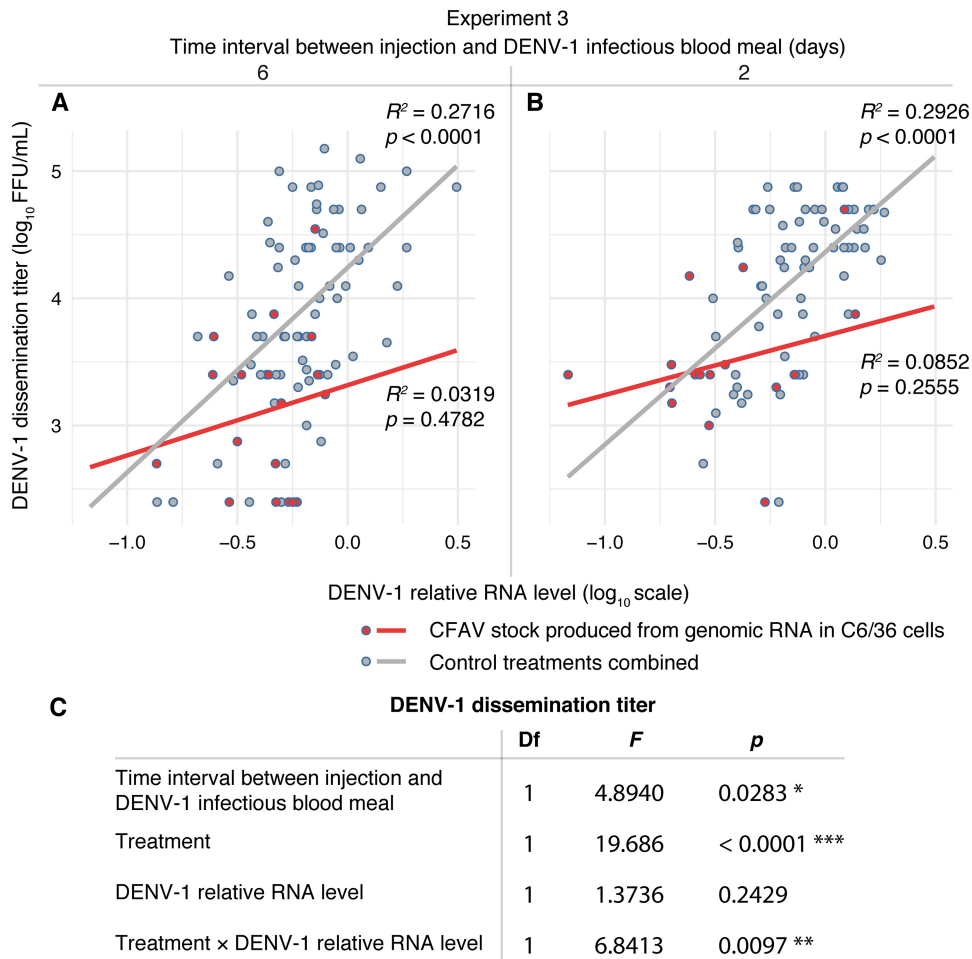 Experiment 3
Time interval between injection and DENV-1 infectious blood meal (days)
6
2
A
R² = 0.2716
p < 0.0001
B
R² = 0.2926
p < 0.0001
DENV-1 dissemination titer (log₁₀ FFU/mL)
5
4
3
R² = 0.0319
p = 0.4782
R² = 0.0852
p = 0.2555
−1.0 −0.5 0.0 0.5
−1.0 −0.5 0.0 0.5
DENV-1 relative RNA level (log₁₀ scale)
CFAV stock produced from genomic RNA in C6/36 cells
Control treatments combined
C
DENV-1 dissemination titer
Df F p
Time interval between injection and
DENV-1 infectious blood meal 1 4.8940 0.0283 *
Treatment 1 19.686 < 0.0001 ***
DENV-1 relative RNA level 1 1.3736 0.2429
Treatment × DENV-1 relative RNA level 1 6.8413 0.0097 **